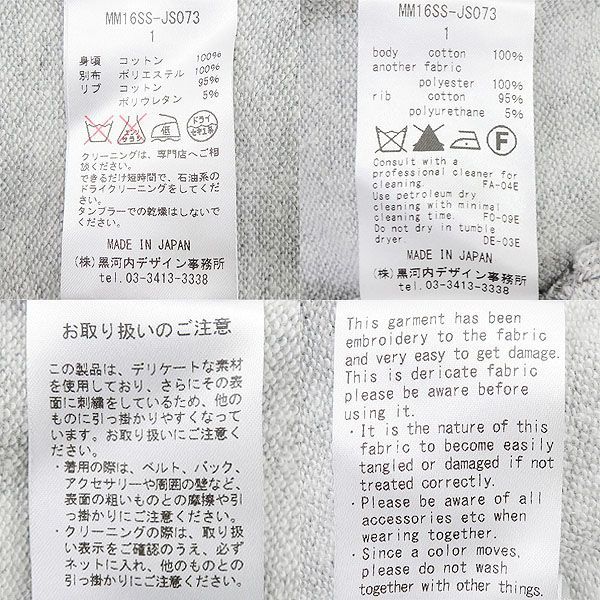 MM16SS-JS073
1
身頃 コットン 100%
別布 ポリエステル 100%
リブ コットン 95%
ポリウレタン 5%
エンソ
サラシ
低
ドライ
セキユ系
クリーニングは、専門店へご相
談ください。
できるだけ短時間で、石油系の
ドライクリーニングをしてくだ
さい。
タンブラーでの乾燥はしないで
ください。
MADE IN JAPAN
(株)黒河内デザイン事務所
tel.03-3413-3338
MM16SS-JS073
1
body cotton 100%
another fabric
polyester 100%
rib cotton 95%
polyurethane 5%
F
Consult with a
professional cleaner for
cleaning. FA-04E
Use petroleum dry
cleaning with minimal
cleaning time. FO-09E
Do not dry in tumble
dryer. DE-03E
MADE IN JAPAN
(株)黒河内デザイン事務所
tel.03-3413-3338
お取り扱いのご注意
この製品は、デリケートな素材
を使用しており、さらにその表
面に刺繍をしているため、他の
ものに引っ掛かりやすくなって
います。お取り扱いにご注意く
ださい。
・着用の際は、ベルト、バック、
アクセサリーや周囲の壁など、
表面の粗いものとの摩擦や引
っ掛かりにご注意ください。
・クリーニングの際は、取り扱
い表示をご確認のうえ、必ず
ネットに入れ、他のものとの
引っ掛かりにご注意ください。
This garment has been
embroidery to the fabric
and very easy to get damage.
This is dericate fabric
please be aware before
using it.
・It is the nature of this
fabric to become easily
tangled or damaged if not
treated correctly.
・Please be aware of all
accessories etc when
wearing together.
・Since a color moves,
please do not wash
together with other things.